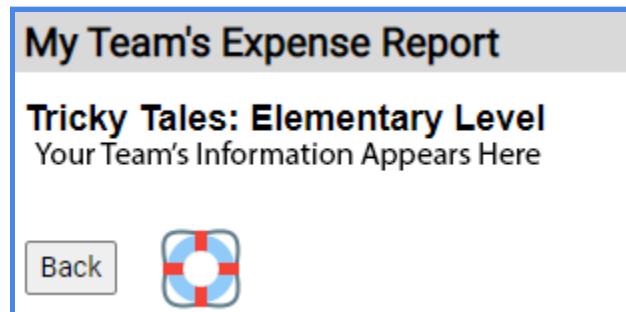 My Team's Expense Report
Tricky Tales: Elementary Level
Your Team's Information Appears Here
Back